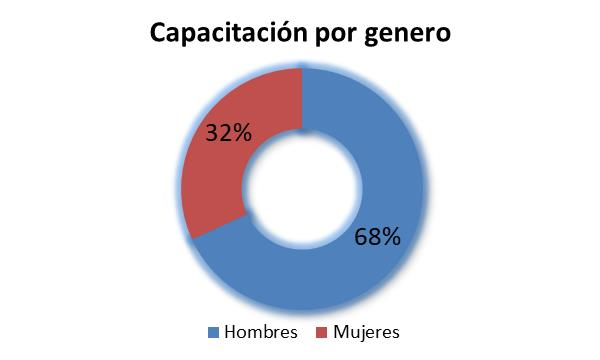 Capacitación por genero
32%
68%
Hombres Mujeres